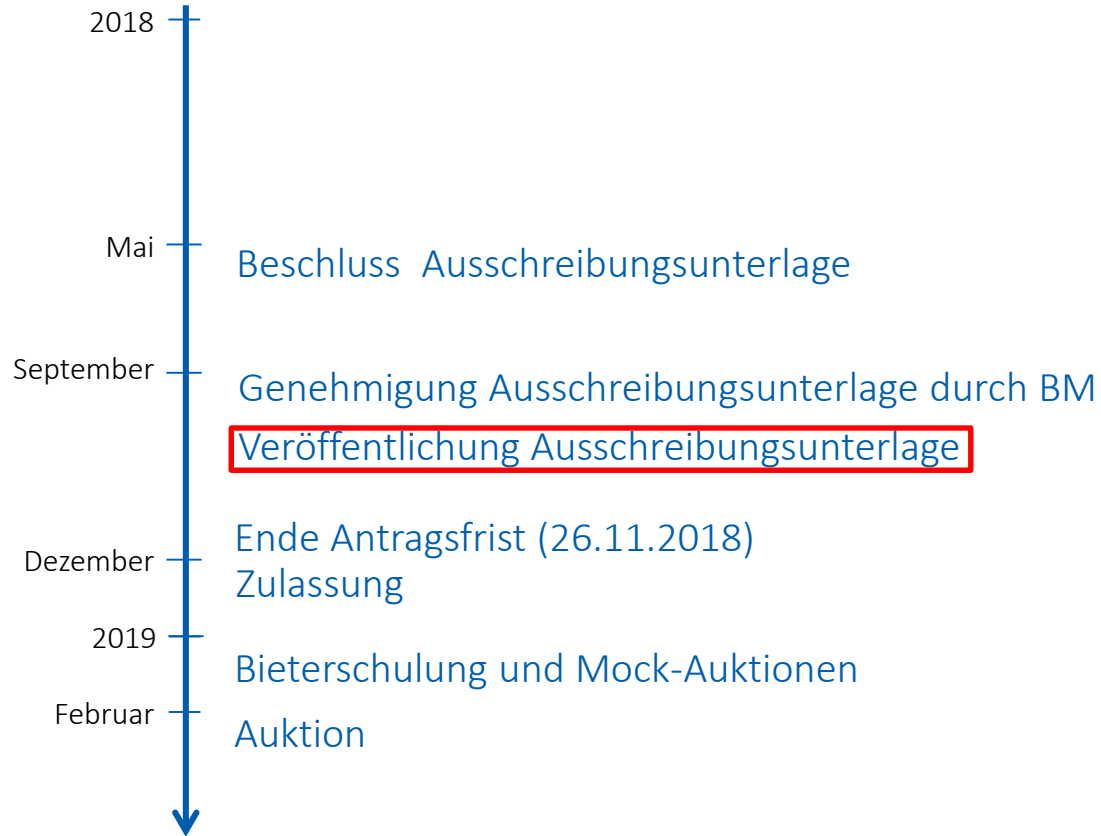 2018
Mai
Beschluss Ausschreibungsunterlage
September
Genehmigung Ausschreibungsunterlage durch BM
Veröffentlichung Ausschreibungsunterlage
Ende Antragsfrist (26.11.2018)
Dezember
Zulassung
2019
Bieterschulung und Mock-Auktionen
Februar
Auktion